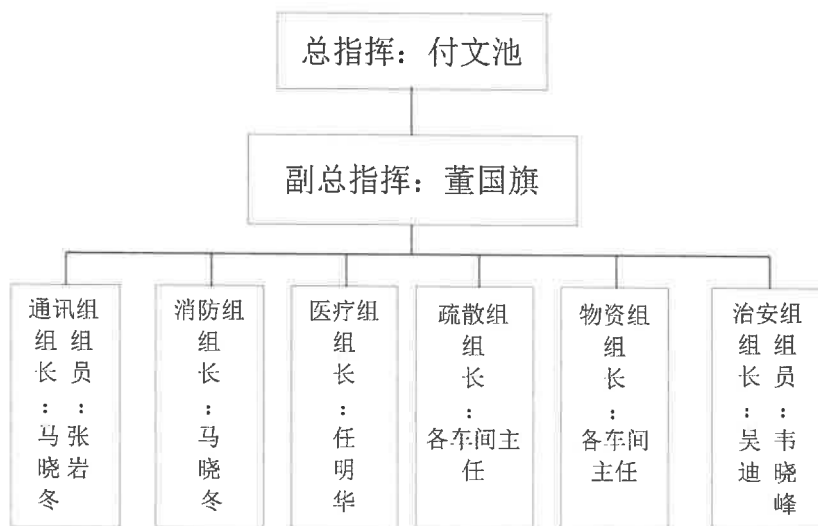 总指挥：付文池
副总指挥：董国旗
通讯组
组长：马晓冬
组员：张岩
消防组
组长：马晓冬
医疗组
组长：任明华
疏散组
组长：各车间主任
物资组
组长：各车间主任
治安组
组长：吴迪
组员：韦晓峰